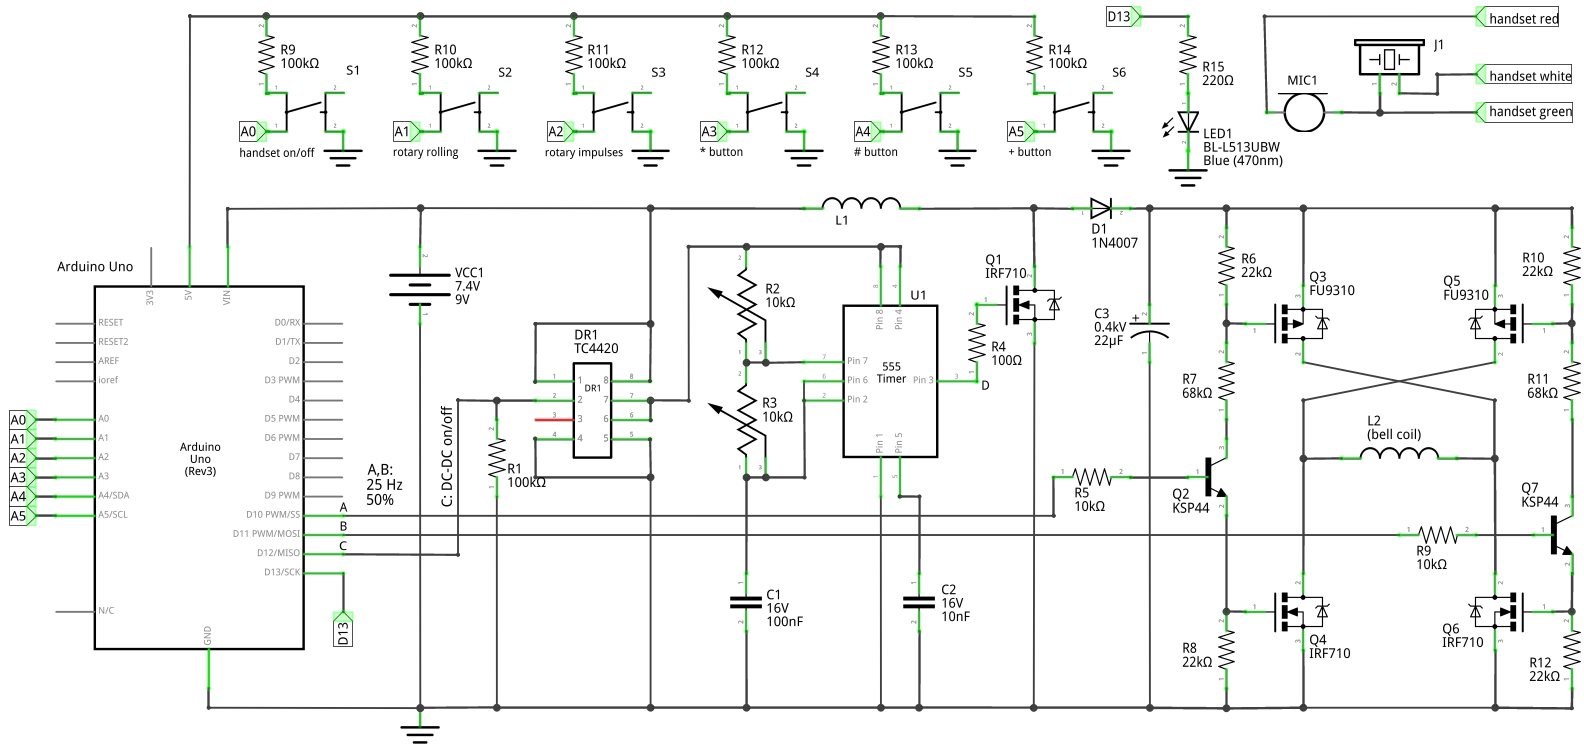 D13
handset red
R9
100kΩ
S1
R10
100kΩ
S2
R11
100kΩ
S3
R12
100kΩ
S4
R13
100kΩ
S5
R14
100kΩ
S6
R15
220Ω
J1
handset white
MIC1
handset green
A0
A1
A2
A3
A4
A5
handset on/off
rotary rolling
rotary impulses
* button
# button
+ button
LED1
BL-L513UBW
Blue (470nm)
L1
D1
1N4007
Arduino Uno
3V3
5V
VIN
VCC1
7.4V
9V
R2
10kΩ
Q1
IRF710
U1
R6
22kΩ
Q3
FU9310
Q5
FU9310
R10
22kΩ
RESET
RESET2
AREF
ioref
A0
A1
A2
A3
A4/SDA
A5/SCL
N/C
GND
Arduino
Uno
(Rev3)
D0/RX
D1/TX
D2
D3 PWM
D4
D5 PWM
D6 PWM
D7
D8
D9 PWM
D10 PWM/SS
D11 PWM/MOSI
D12/MISO
D13/SCK
A0
A1
A2
A3
A4
A5
A,B:
25 Hz
50%
A
B
C
D13
C: DC-DC on/off
DR1
TC4420
DR1
1
2
3
4
8
7
6
5
R1
100kΩ
R3
10kΩ
Pin 8
Pin 4
Pin 7
Pin 6
Pin 2
Pin 3
Pin 1
Pin 5
555
Timer
D
R4
100Ω
C3
0.4kV
22µF
+
R7
68kΩ
R11
68kΩ
L2
(bell coil)
R5
10kΩ
Q2
KSP44
Q7
KSP44
R9
10kΩ
C1
16V
100nF
C2
16V
10nF
R8
22kΩ
Q4
IRF710
Q6
IRF710
R12
22kΩ